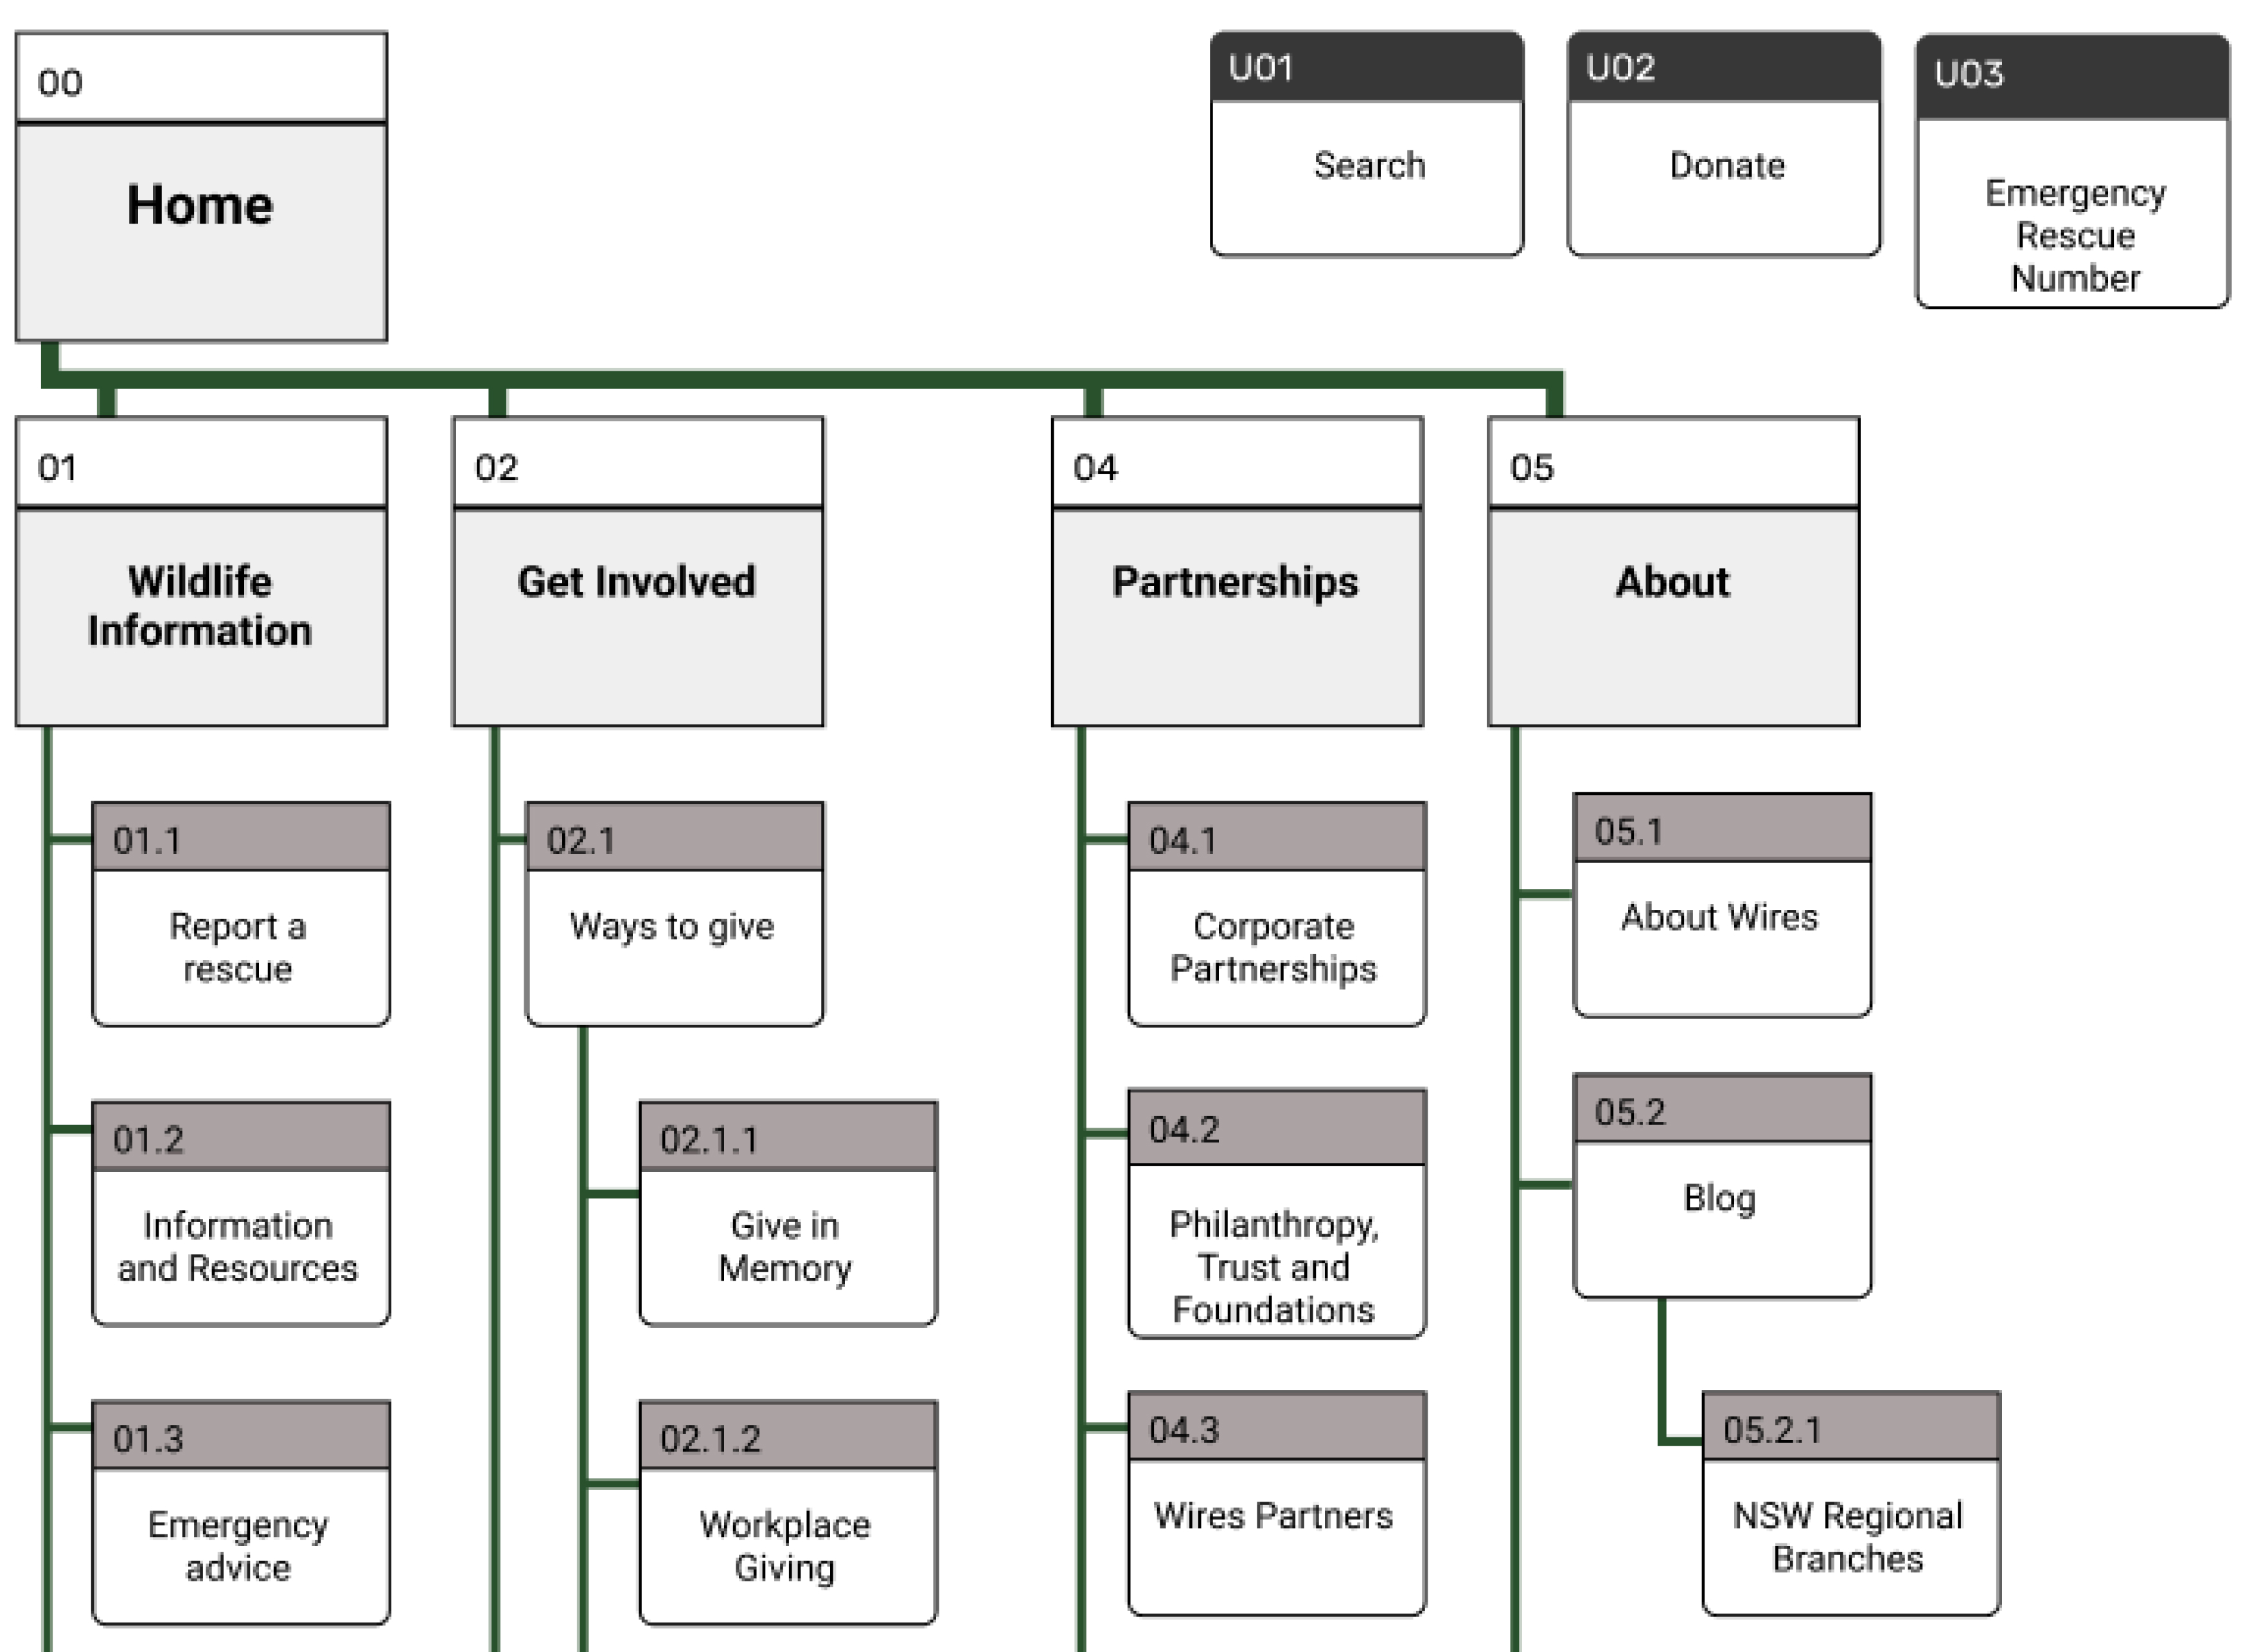 00
Home
U01
Search
U02
Donate
U03
Emergency
Rescue
Number
01
Wildlife
Information
02
Get Involved
04
Partnerships
05
About
01.1
Report a
rescue
01.2
Information
and Resources
01.3
Emergency
advice
02.1
Ways to give
02.1.1
Give in
Memory
02.1.2
Workplace
Giving
04.1
Corporate
Partnerships
04.2
Philanthropy,
Trust and
Foundations
04.3
Wires Partners
05.1
About Wires
05.2
Blog
05.2.1
NSW Regional
Branches